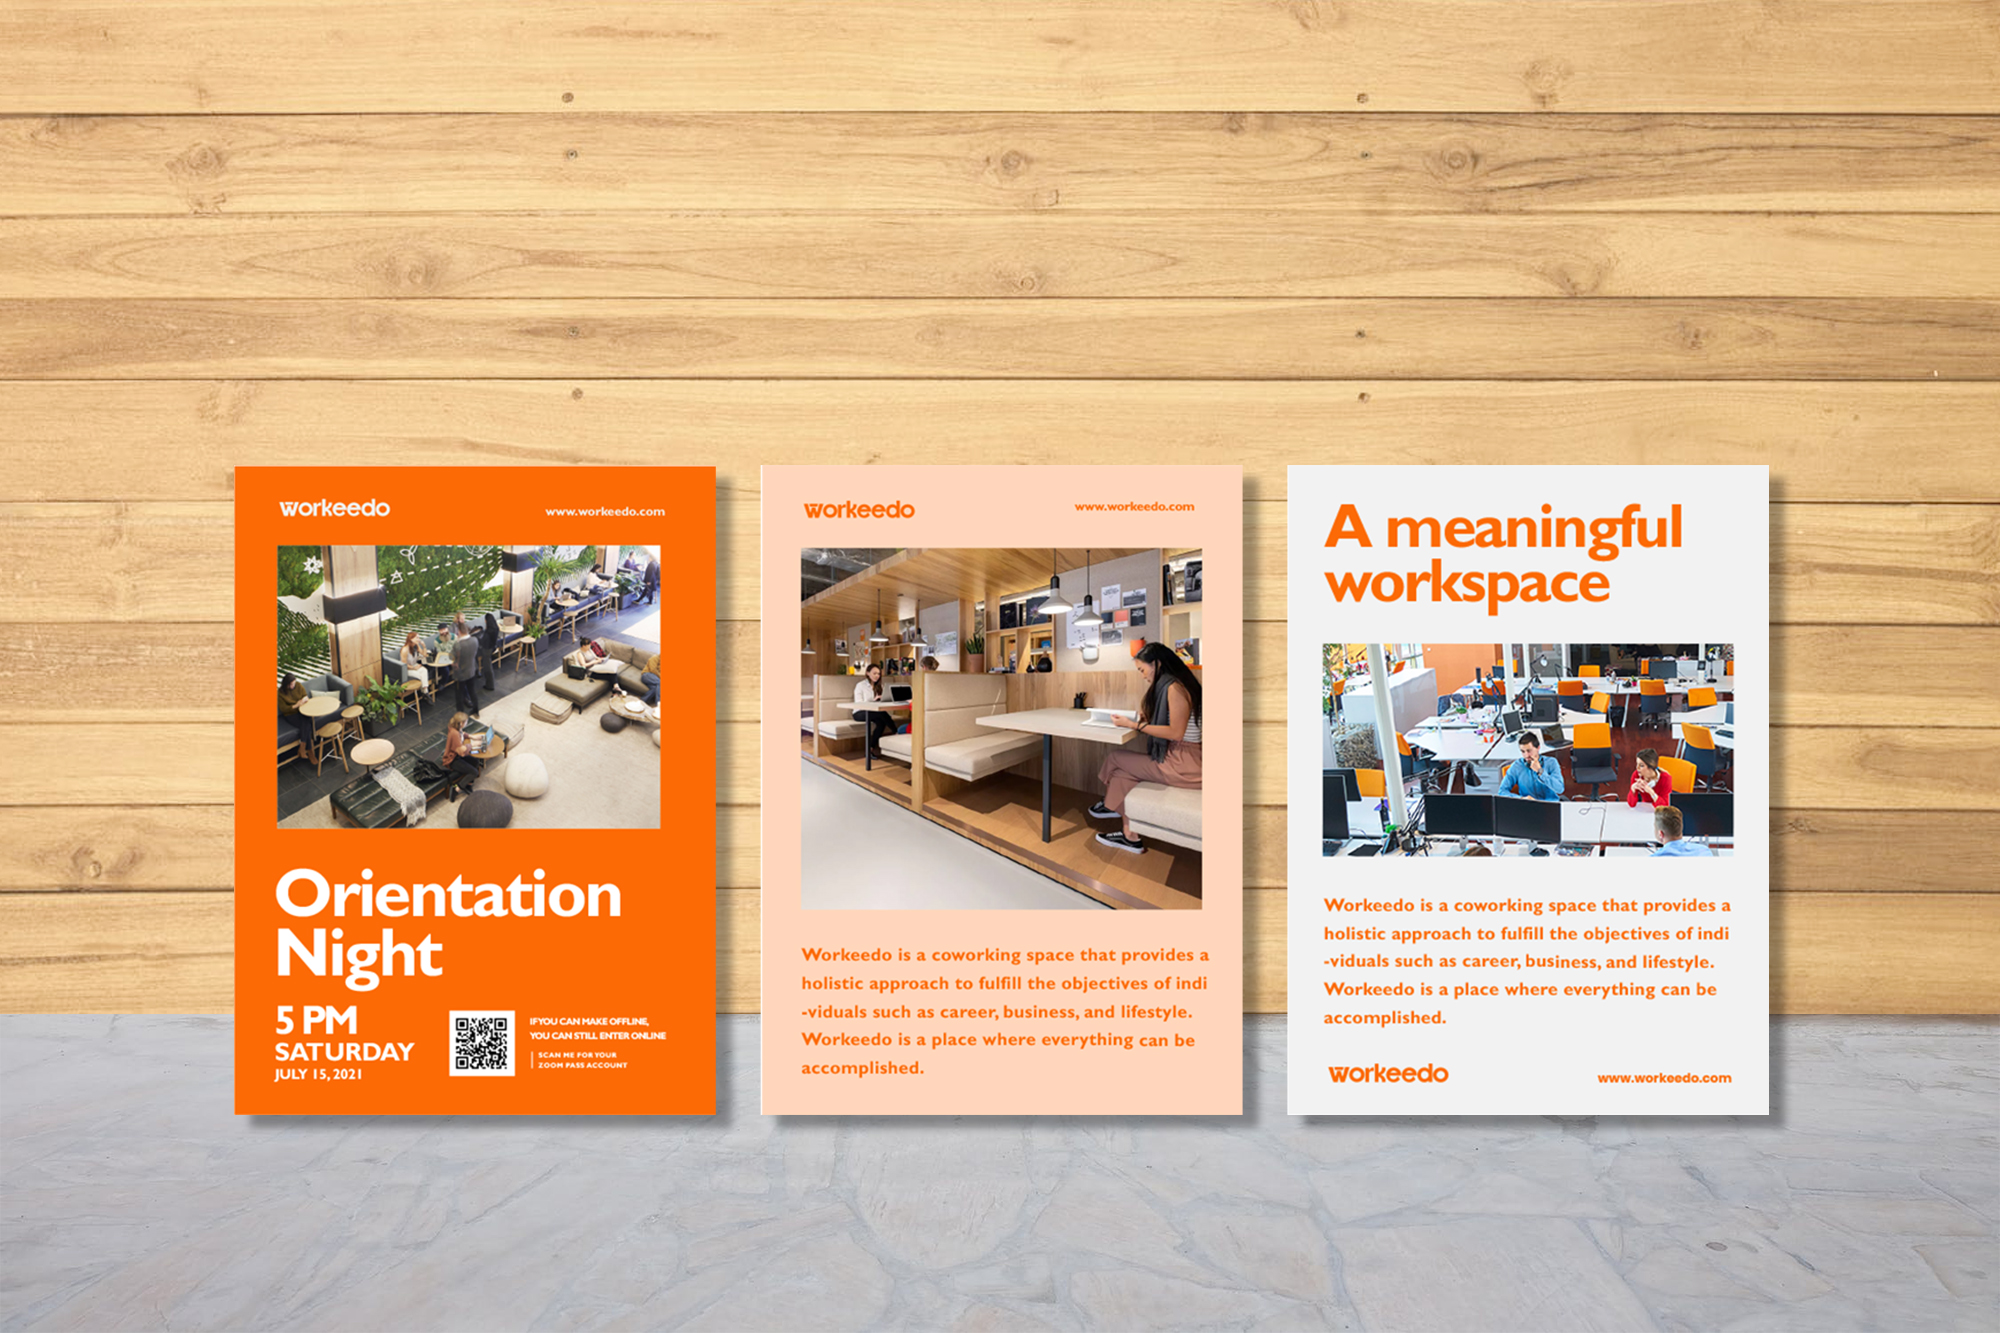 workeedo
www.workeedo.com
Orientation
Night
5 PM
SATURDAY
JULY 15, 2021
IFYOU CAN MAKE OFFLINE,
YOU CAN STILL ENTER ONLINE
SCAN ME FOR YOUR
ZOOM PASS ACCOUNT
workeedo
www.workeedo.com
Workeedo is a coworking space that provides a
holistic approach to fulfill the objectives of indi
-viduals such as career, business, and lifestyle.
Workeedo is a place where everything can be
accomplished.
A meaningful
workspace
Workeedo is a coworking space that provides a
holistic approach to fulfill the objectives of indi
-viduals such as career, business, and lifestyle.
Workeedo is a place where everything can be
accomplished.
workeedo
www.workeedo.com